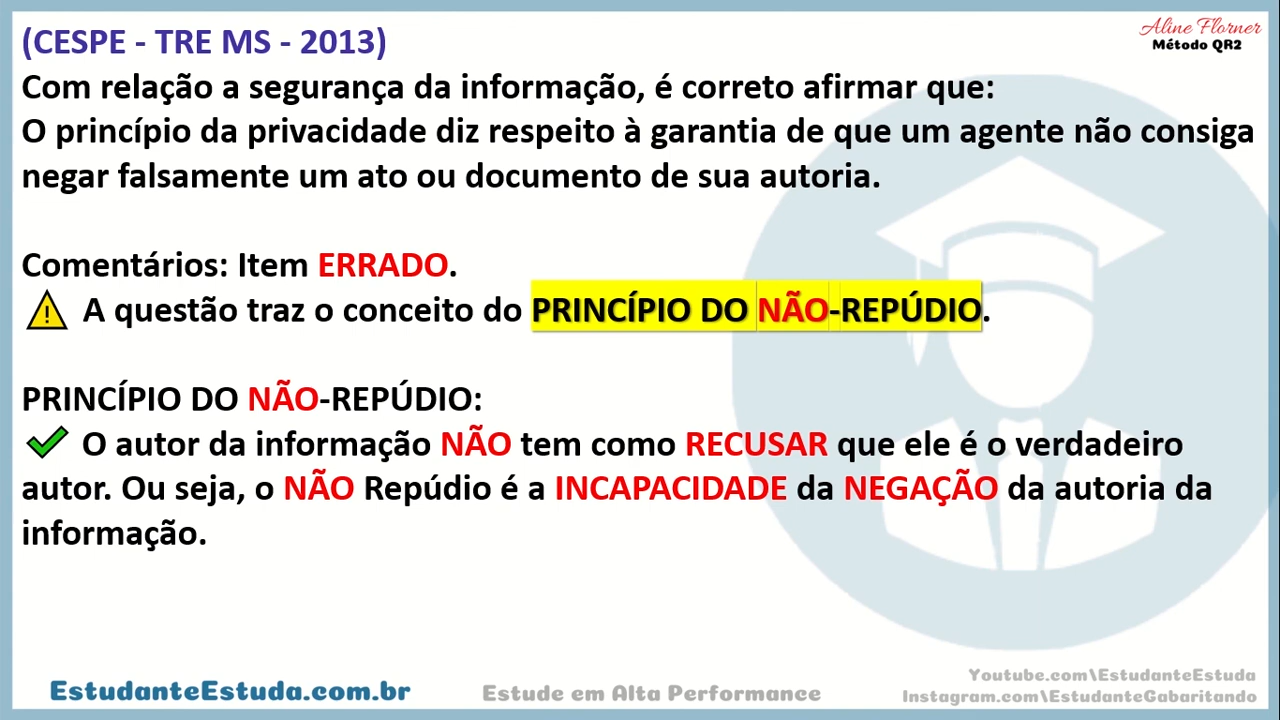 (CESPE - TRE MS - 2013)
Aline Florner
Método QR2
Com relação a segurança da informação, é correto afirmar que:
O princípio da privacidade diz respeito à garantia de que um agente não consiga
negar falsamente um ato ou documento de sua autoria.
Comentários: Item ERRADO.
A questão traz o conceito do PRINCÍPIO DO NÃO-REPÚDIO.
PRINCÍPIO DO NÃO-REPÚDIO:
O autor da informação NÃO tem como RECUSAR que ele é o verdadeiro
autor. Ou seja, o NÃO Repúdio é a INCAPACIDADE da NEGAÇÃO da autoria da
informação.
EstudanteEstuda.com.br
Estude em Alta Performance
Youtube.com\EstudanteEstuda
Instagram.com\EstudanteGabaritando